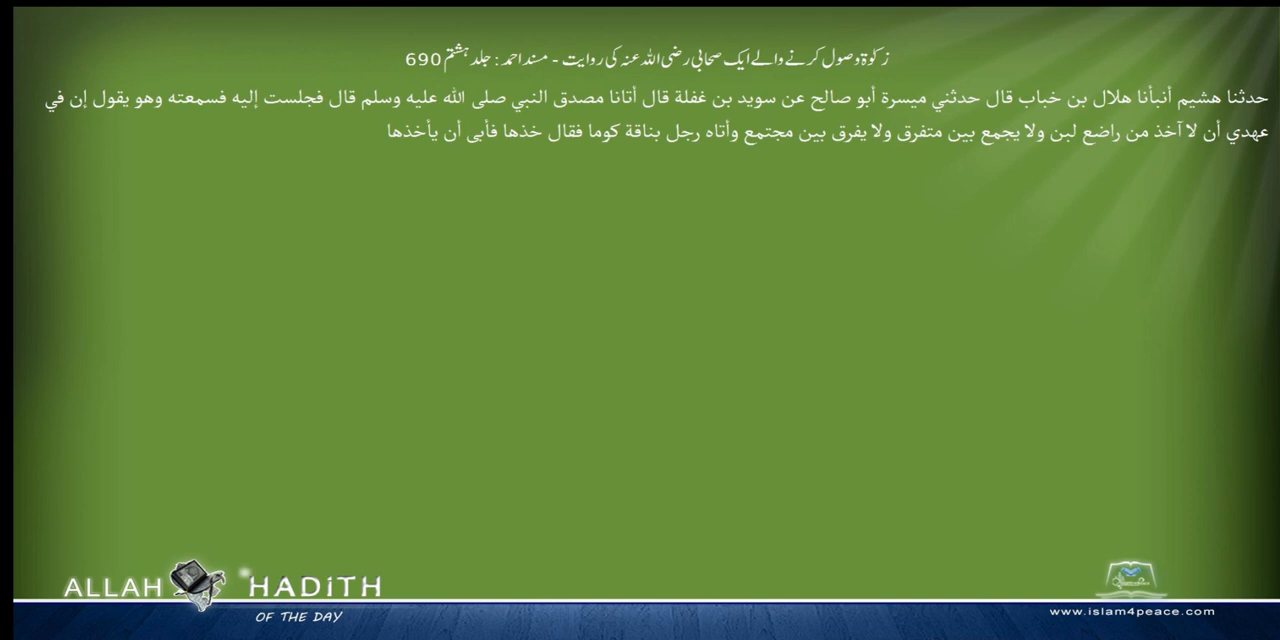 زکوۃ وصول کرنے والے ایک صحابی رضی اللہ عنہ کی روایت - مسند احمد : جلد ہشتم 690
حدثنا هشيم أنبأنا هلال بن خباب قال حدثني ميسرة أبو صالح عن سويد بن غفلة قال أتانا مصدق النبي صلى الله عليه وسلم قال فجلست إليه فسمعته وهو يقول إن في
عهدي أن لا آخذ من راضع لبن ولا يجمع بين متفرق ولا يفرق بين مجتمع وأتاه رجل بناقة كوما فقال خذها فأبى أن يأخذها
ALLAH HADITH
OF THE DAY
www.islam4peace.com